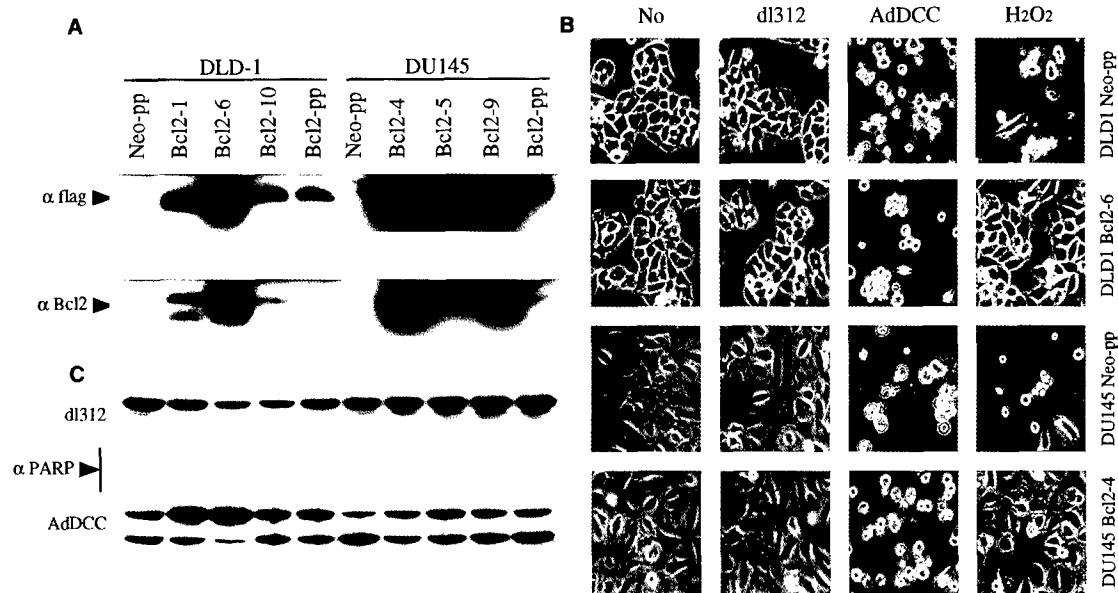 A
DLD-1 DU145
Neo-pp Bcl2-1 Bcl2-6 Bcl2-10 Bcl2-pp Neo-pp Bcl2-4 Bcl2-5 Bcl2-9 Bcl2-pp
α flag
α Bcl2
C
dl312
α PARP
AdDCC
B
No dl312 AdDCC H₂O₂
DLD1 Neo-pp
DLD1 Bcl2-6
DU145 Neo-pp
DU145 Bcl2-4